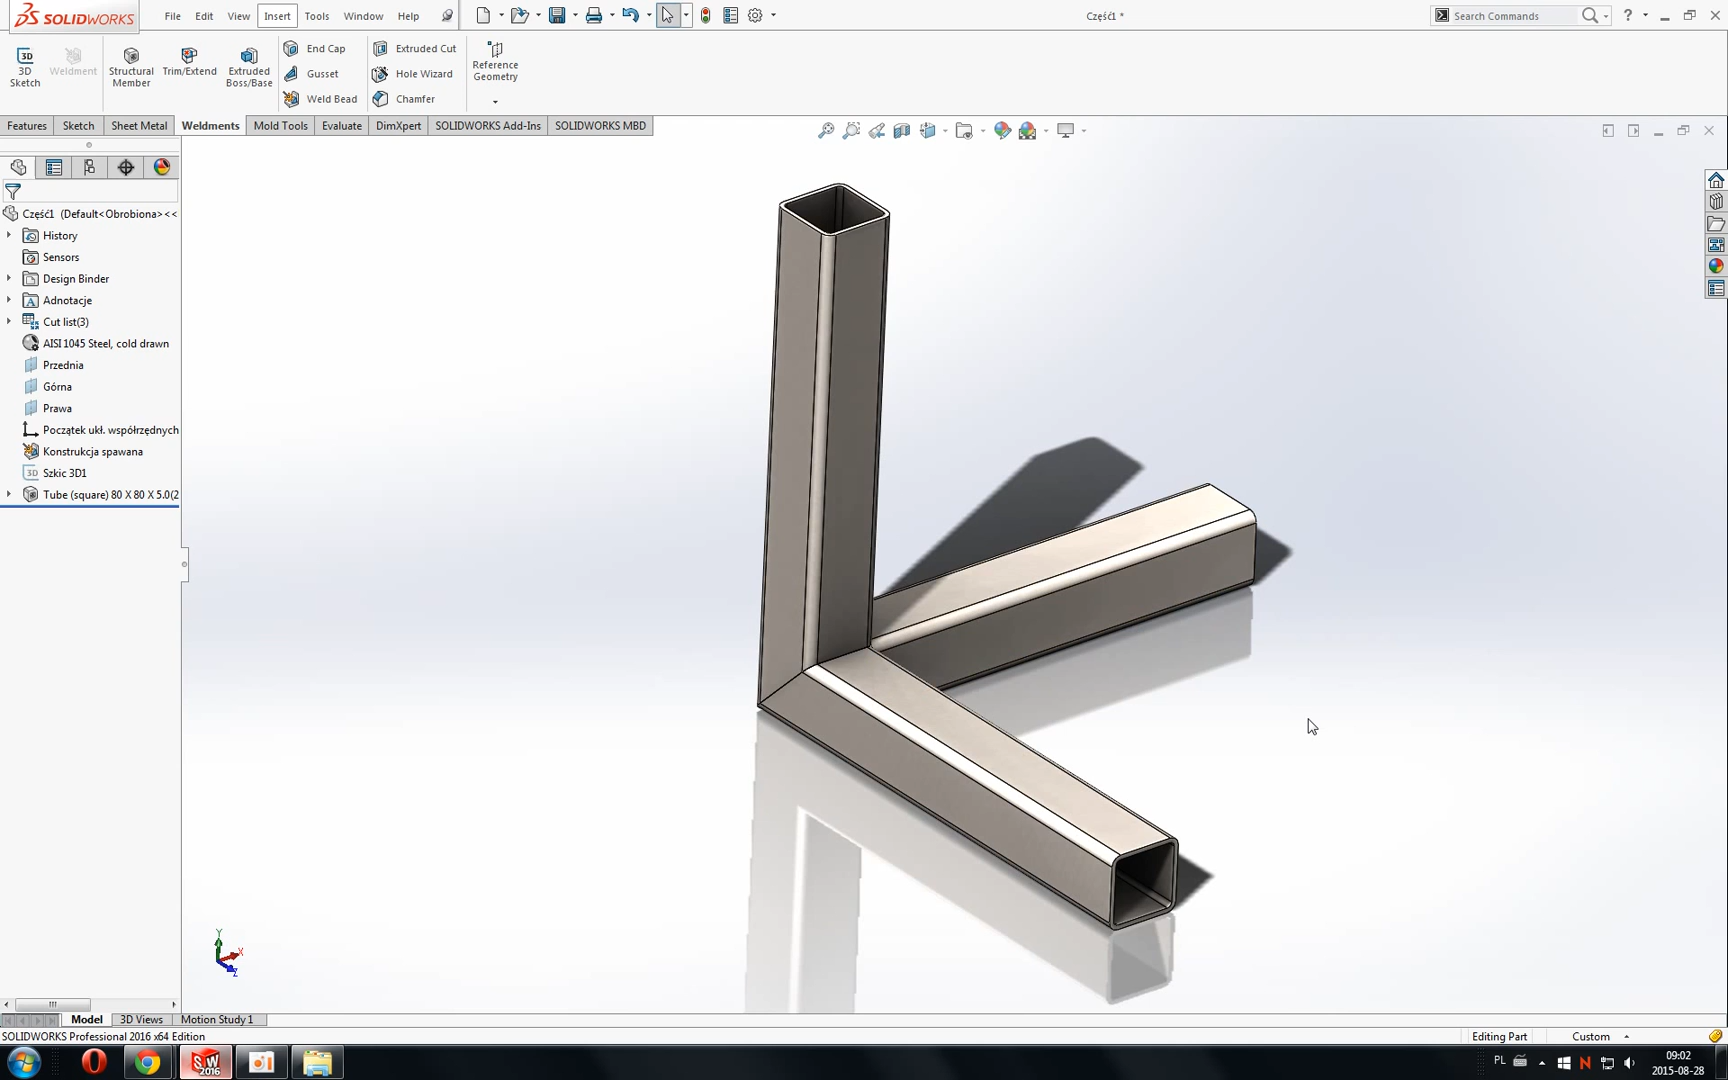 SOLIDWORKS File Edit View Insert Tools Window Help Część1 * Search Commands ?
3D Sketch Weldment Structural Member Trim/Extend Extruded Boss/Base End Cap Gusset Weld Bead Extruded Cut Hole Wizard Chamfer Reference Geometry
Features Sketch Sheet Metal Weldments Mold Tools Evaluate DimXpert SOLIDWORKS Add-Ins SOLIDWORKS MBD
Część1 (Default<Obrobiona><<
History
Sensors
Design Binder
Adnotacje
Cut list(3)
AISI 1045 Steel, cold drawn
Przednia
Górna
Prawa
Początek ukł. współrzędnych
Konstrukcja spawana
3D Szkic 3D1
Tube (square) 80 X 80 X 5.0(2
Y
X
Z
Model 3D Views Motion Study 1
SOLIDWORKS Professional 2016 x64 Edition Editing Part Custom
SW 2016 PL N 09:02
2015-08-28